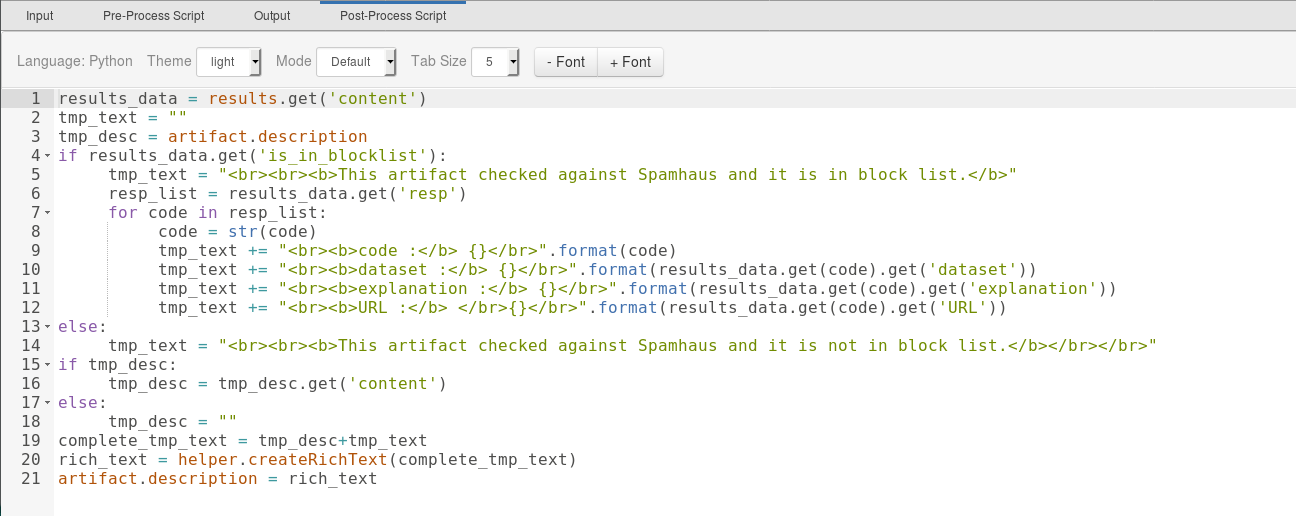 Input Pre-Process Script Output Post-Process Script
Language: Python Theme light Mode Default Tab Size 5 - Font + Font
1 results_data = results.get('content')
2 tmp_text = ""
3 tmp_desc = artifact.description
4 if results_data.get('is_in_blocklist'):
5 tmp_text = "<br><br><b>This artifact checked against Spamhaus and it is in block list.</b>"
6 resp_list = results_data.get('resp')
7 for code in resp_list:
8 code = str(code)
9 tmp_text += "<br><b>code :</b> {}</br>".format(code)
10 tmp_text += "<br><b>dataset :</b> {}</br>".format(results_data.get(code).get('dataset'))
11 tmp_text += "<br><b>explanation :</b> {}</br>".format(results_data.get(code).get('explanation'))
12 tmp_text += "<br><b>URL :</b> </br>{}</br>".format(results_data.get(code).get('URL'))
13 else:
14 tmp_text = "<br><br><b>This artifact checked against Spamhaus and it is not in block list.</b></br></br>"
15 if tmp_desc:
16 tmp_desc = tmp_desc.get('content')
17 else:
18 tmp_desc = ""
19 complete_tmp_text = tmp_desc+tmp_text
20 rich_text = helper.createRichText(complete_tmp_text)
21 artifact.description = rich_text